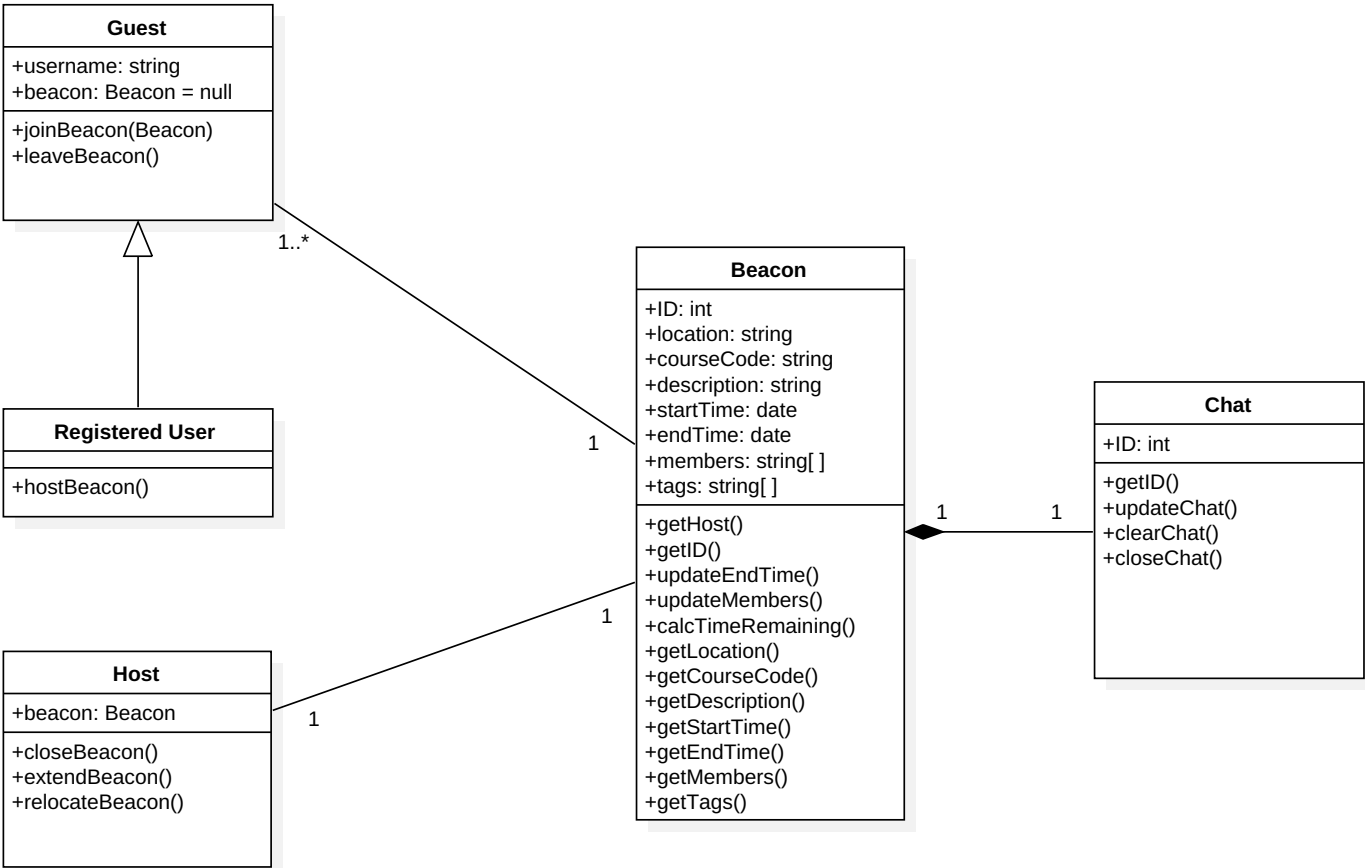 Guest
+username: string
+beacon: Beacon = null
+joinBeacon(Beacon)
+leaveBeacon()
1..*
1
Registered User
+hostBeacon()
Host
+beacon: Beacon
+closeBeacon()
+extendBeacon()
+relocateBeacon()
1
1
Beacon
+ID: int
+location: string
+courseCode: string
+description: string
+startTime: date
+endTime: date
+members: string[ ]
+tags: string[ ]
+getHost()
+getID()
+updateEndTime()
+updateMembers()
+calcTimeRemaining()
+getLocation()
+getCourseCode()
+getDescription()
+getStartTime()
+getEndTime()
+getMembers()
+getTags()
1
1
Chat
+ID: int
+getID()
+updateChat()
+clearChat()
+closeChat()